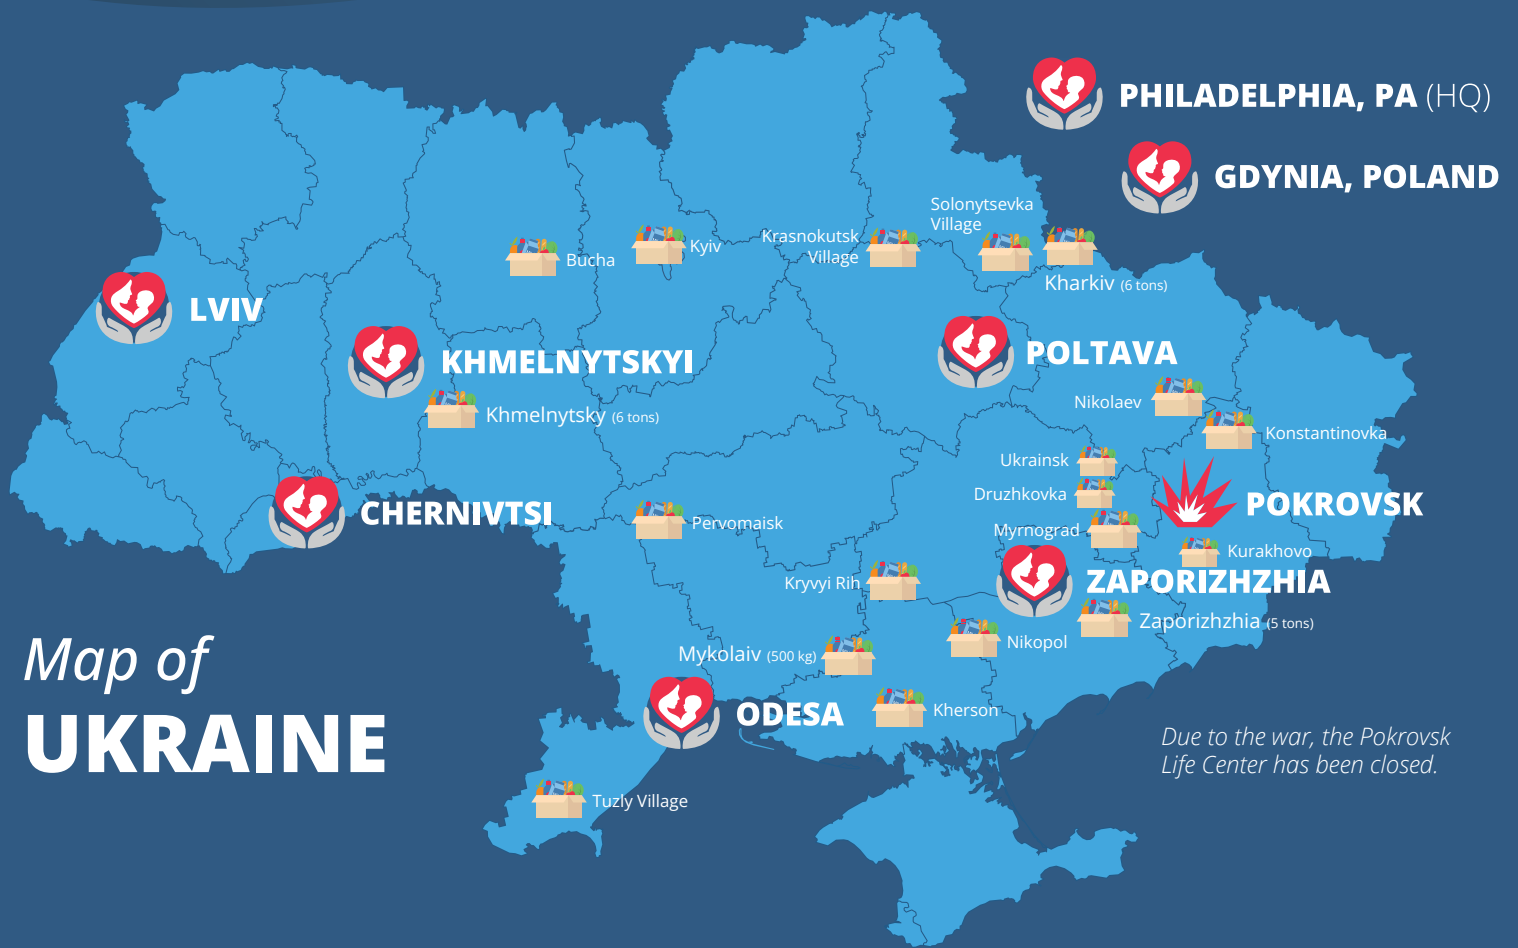 PHILADELPHIA, PA (HQ)
GDYNIA, POLAND
Solonytsevka
Village
Krasnokutsk
Village
Kyiv
Bucha
Kharkiv (6 tons)
LVIV
KHMELNYTSKYI
POLTAVA
Khmelnytsky (6 tons)
Nikolaev
Konstantinovka
Ukrainsk
Druzhkovka
POKROVSK
CHERNIVTSI
Pervomaisk
Myrnograd
Kurakhovo
Kryvyi Rih
ZAPORIZHZHIA
Zaporizhzhia (5 tons)
Nikopol
Mykolaiv (500 kg)
ODESA
Kherson
Tuzly Village
Map of
UKRAINE
Due to the war, the Pokrovsk
Life Center has been closed.